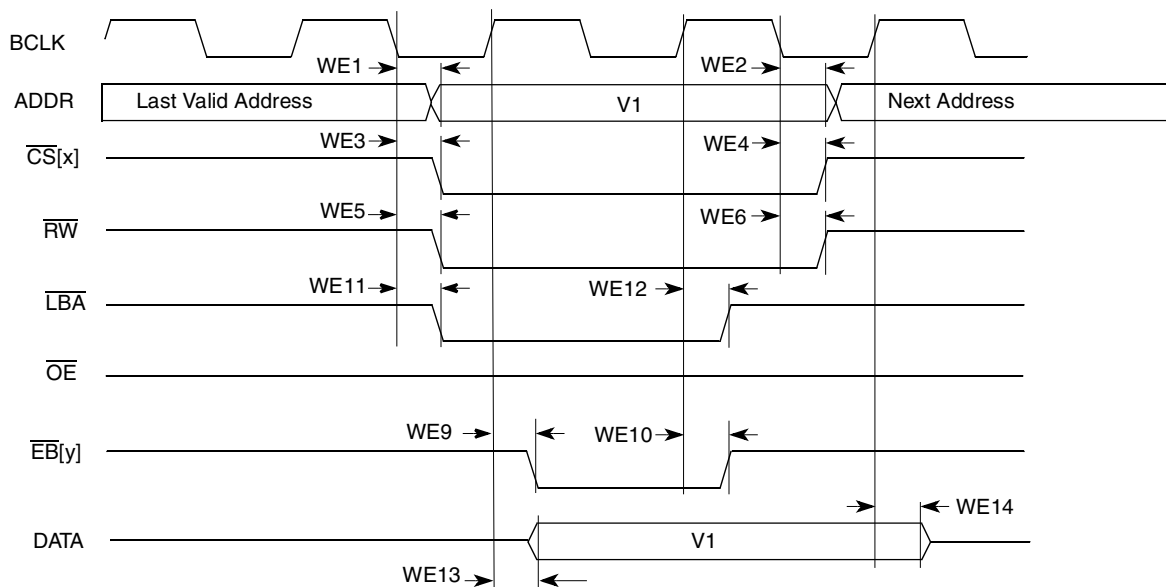 BCLK
WE1 WE2
ADDR Last Valid Address V1 Next Address
WE3 WE4
CS[x]
WE5 WE6
RW
WE11 WE12
LBA
OE
WE9 WE10
EB[y]
WE14
DATA V1
WE13